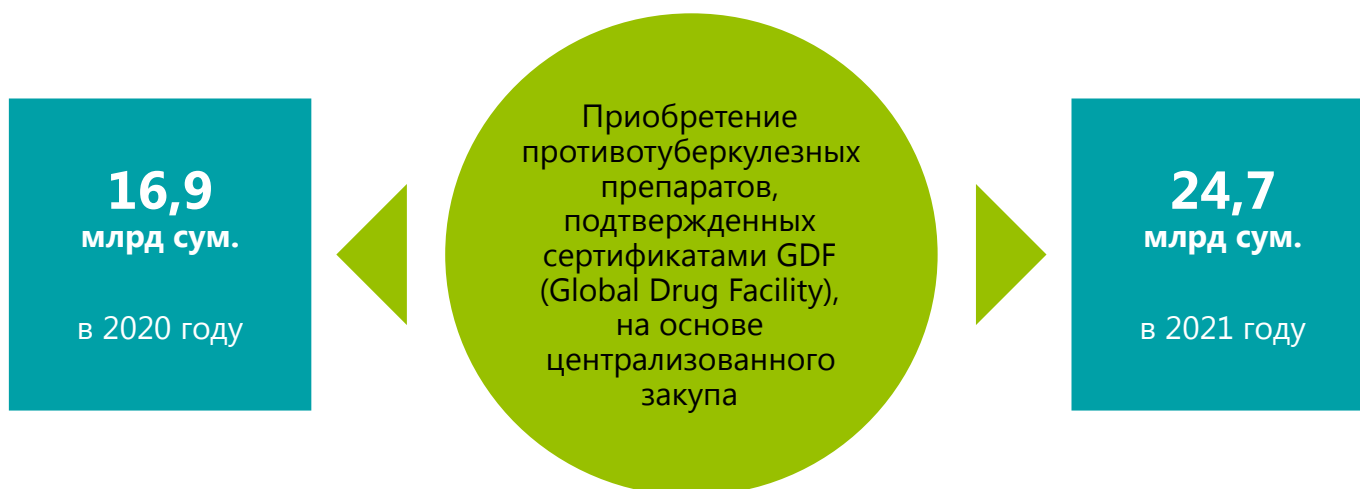 16,9
млрд сум.
в 2020 году
Приобретение
противотуберкулезных
препаратов,
подтвержденных
сертификатами GDF
(Global Drug Facility),
на основе
централизованного
закупа
24,7
млрд сум.
в 2021 году